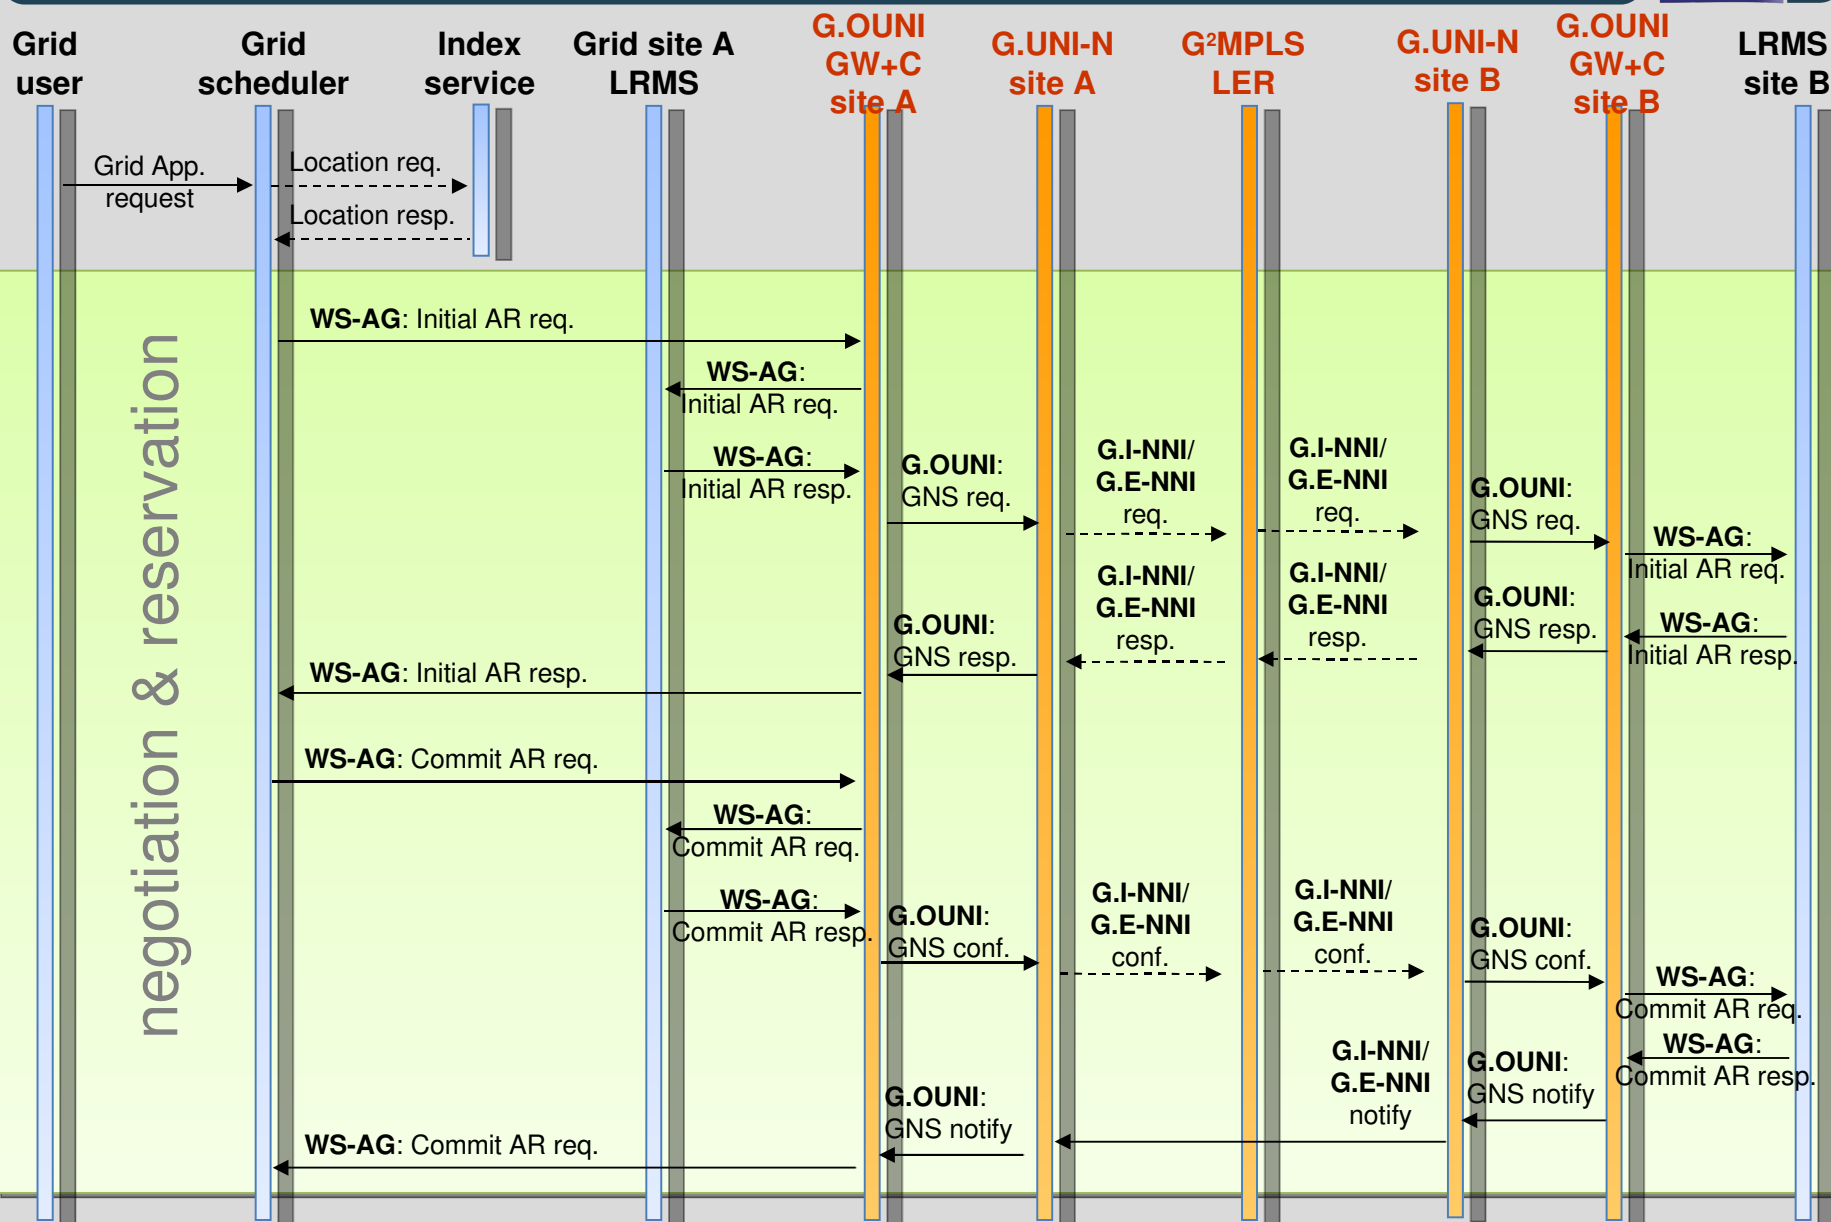 Grid
user
Grid
scheduler
Index
service
Grid site A
LRMS
G.OUNI
GW+C
site A
G.UNI-N
site A
G²MPLS
LER
G.UNI-N
site B
G.OUNI
GW+C
site B
LRMS
site B
Grid App.
request
Location req.
Location resp.
negotiation & reservation
WS-AG: Initial AR req.
WS-AG:
Initial AR req.
WS-AG:
Initial AR resp.
G.OUNI:
GNS req.
G.I-NNI/
G.E-NNI
req.
G.I-NNI/
G.E-NNI
req.
G.OUNI:
GNS req.
WS-AG:
Initial AR req.
WS-AG:
Initial AR resp.
G.OUNI:
GNS resp.
G.I-NNI/
G.E-NNI
resp.
G.I-NNI/
G.E-NNI
resp.
G.OUNI:
GNS resp.
WS-AG: Initial AR resp.
WS-AG: Commit AR req.
WS-AG:
Commit AR req.
WS-AG:
Commit AR resp.
G.OUNI:
GNS conf.
G.I-NNI/
G.E-NNI
conf.
G.I-NNI/
G.E-NNI
conf.
G.OUNI:
GNS conf.
WS-AG:
Commit AR req.
WS-AG:
Commit AR resp.
G.OUNI:
GNS notify
G.I-NNI/
G.E-NNI
notify
G.OUNI:
GNS notify
WS-AG: Commit AR req.